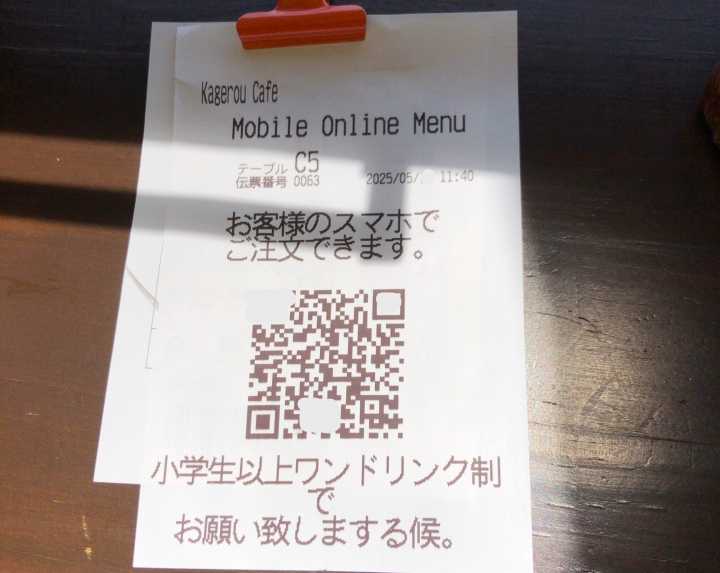 Kagerou Cafe
Mobile Online Menu
テーブル C5
伝票番号 0063 2025/05/ 11:40
お客様のスマホで
ご注文できます。
小学生以上ワンドリンク制
で
お願い致しまする候。